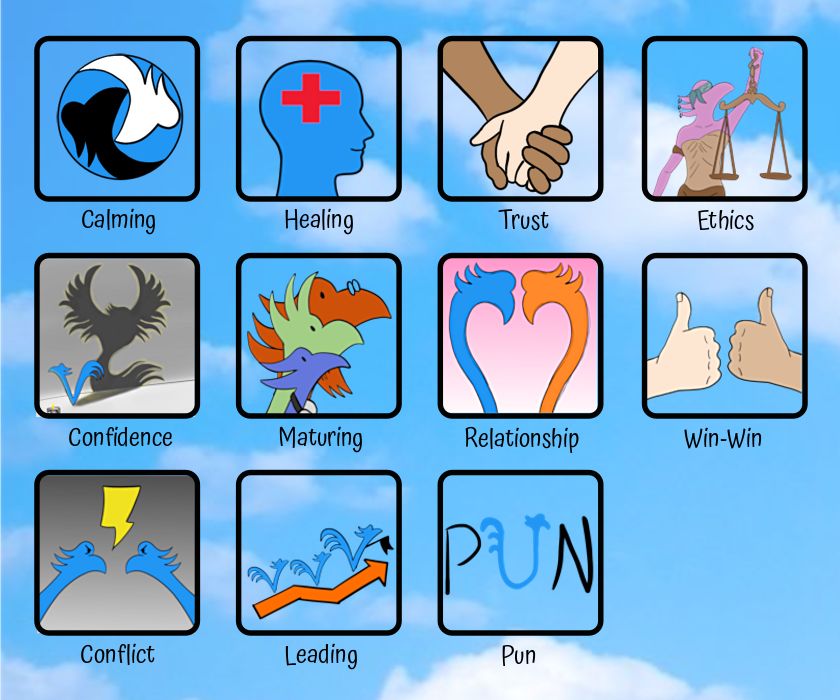 Calming
Healing
Trust
Ethics
Confidence
Maturing
Relationship
Win-Win
Conflict
Leading
PUN
Pun